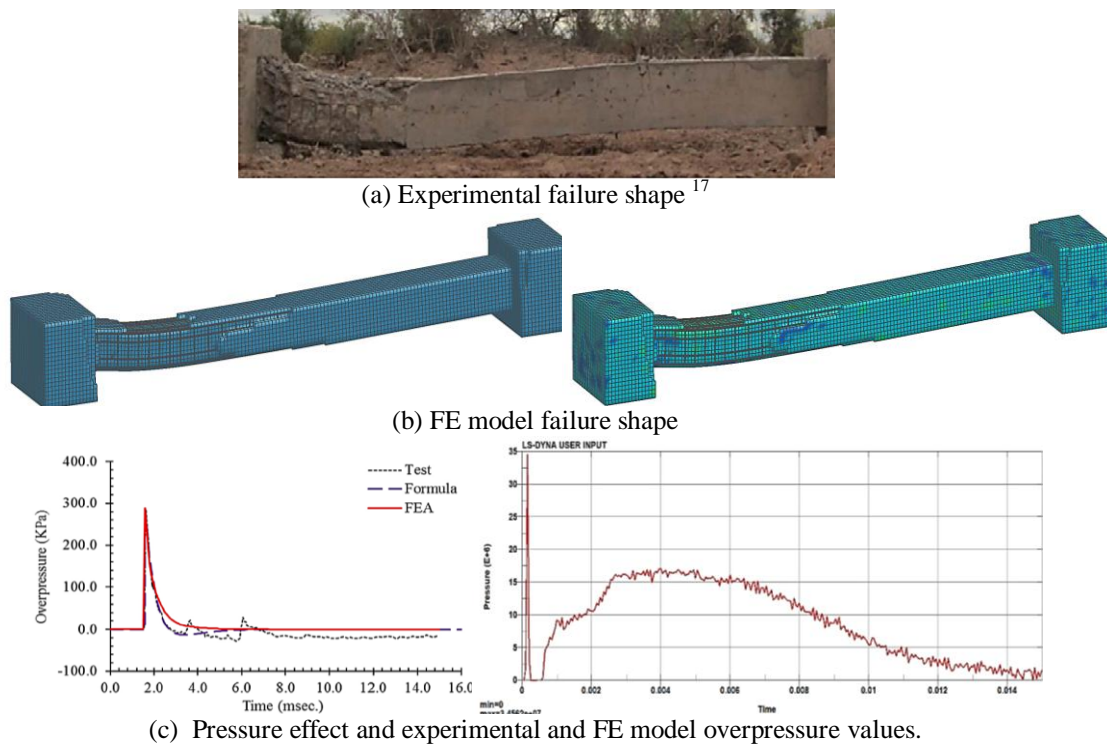 (a) Experimental failure shape 17
(b) FE model failure shape
400.0
300.0
200.0
100.0
0.0
-100.0
Overpressure (KPa)
Test
Formula
FEA
0.0 2.0 4.0 6.0 8.0 10.0 12.0 14.0 16.0
Time (msec.)
LS-DYNA USER INPUT
35
30
25
20
15
10
5
0
Pressure (E+6)
0 0.002 0.004 0.006 0.008 0.01 0.012 0.014
min=0
Time
(c) Pressure effect and experimental and FE model overpressure values.